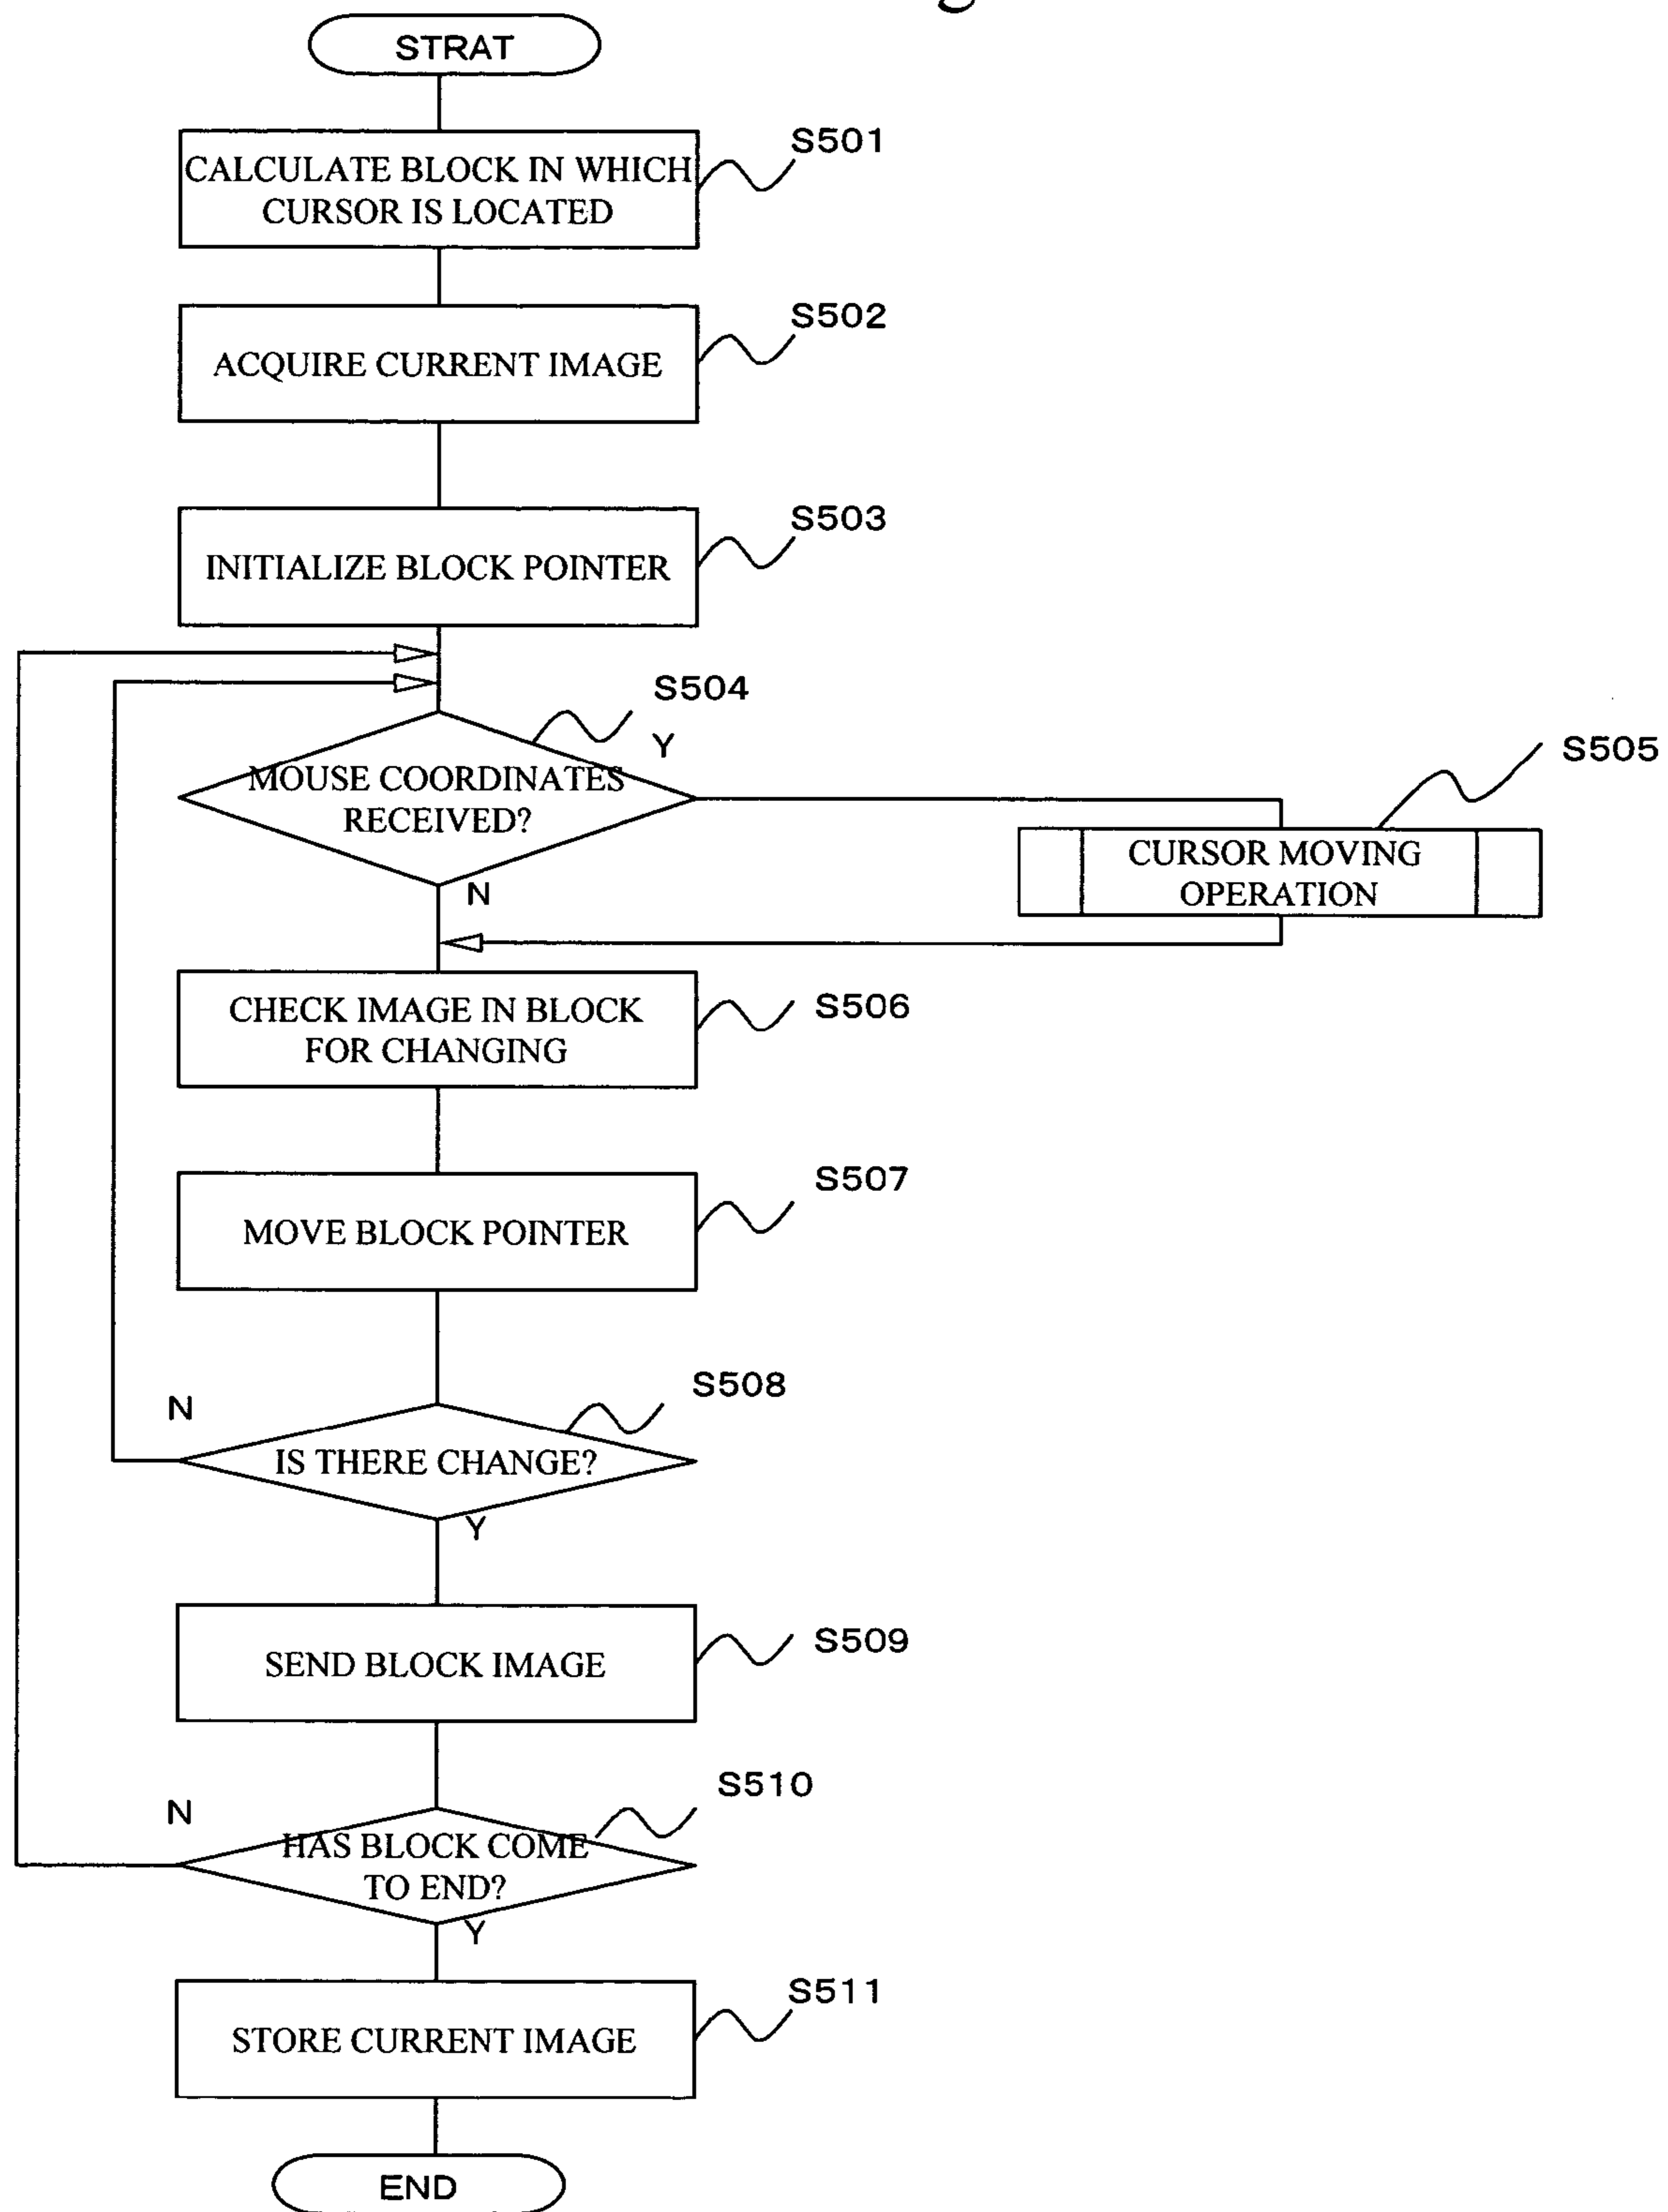 STRAT
S501
CALCULATE BLOCK IN WHICH
CURSOR IS LOCATED
S502
ACQUIRE CURRENT IMAGE
S503
INITIALIZE BLOCK POINTER
S504
Y
MOUSE COORDINATES
RECEIVED?
N
S505
CURSOR MOVING
OPERATION
S506
CHECK IMAGE IN BLOCK
FOR CHANGING
S507
MOVE BLOCK POINTER
S508
N
IS THERE CHANGE?
Y
S509
SEND BLOCK IMAGE
S510
N
HAS BLOCK COME
TO END?
Y
S511
STORE CURRENT IMAGE
END